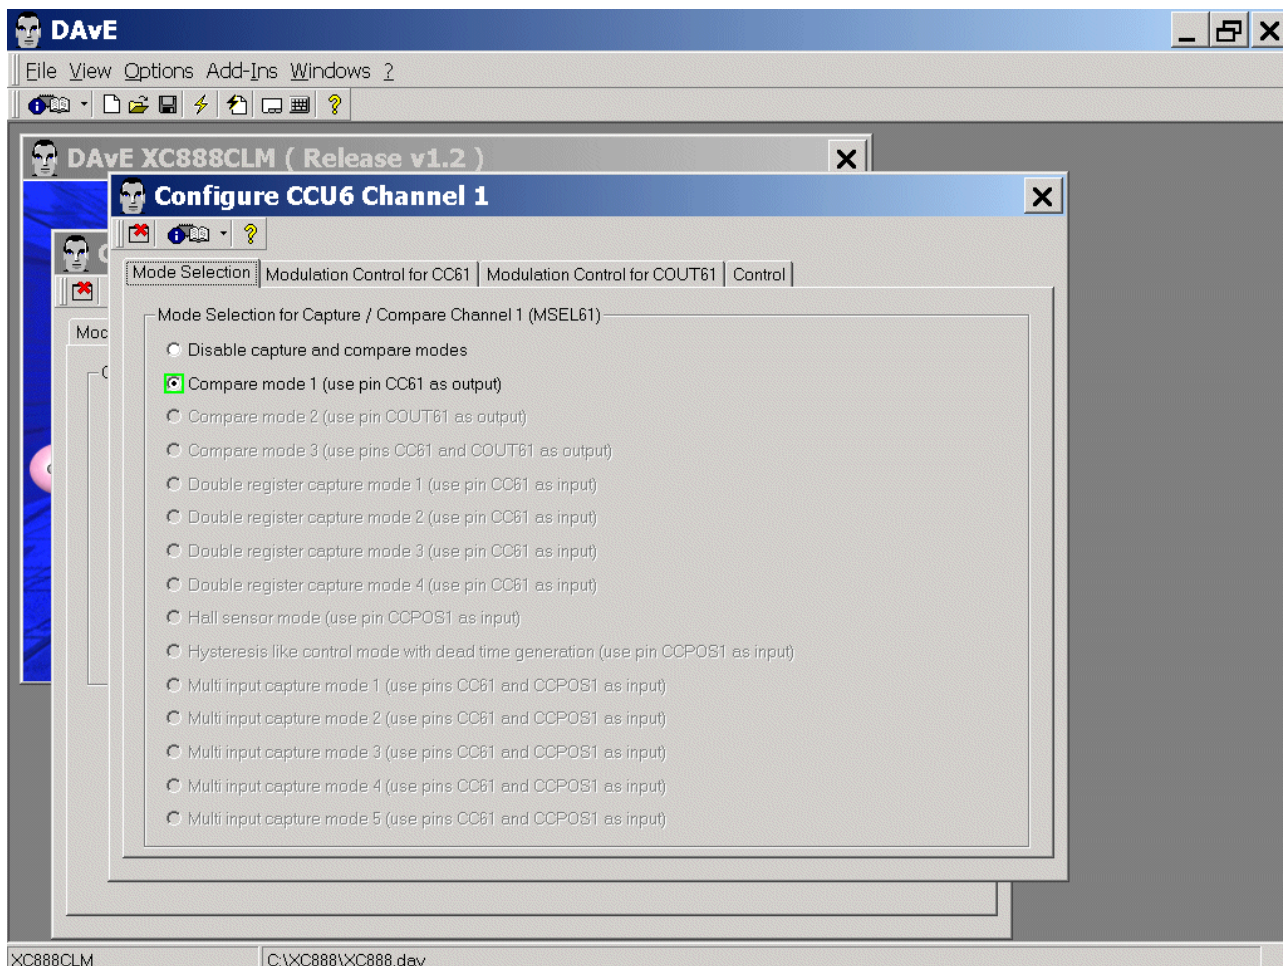 DAvE
File View Options Add-Ins Windows ?
DAvE XC888CLM ( Release v1.2 )
Configure CCU6 Channel 1
Mode Selection Modulation Control for CC61 Modulation Control for COUT61 Control
Mode Selection for Capture / Compare Channel 1 (MSEL61)
Disable capture and compare modes
Compare mode 1 (use pin CC61 as output)
Compare mode 2 (use pin COUT61 as output)
Compare mode 3 (use pins CC61 and COUT61 as output)
Double register capture mode 1 (use pin CC61 as input)
Double register capture mode 2 (use pin CC61 as input)
Double register capture mode 3 (use pin CC61 as input)
Double register capture mode 4 (use pin CC61 as input)
Hall sensor mode (use pin CCPOS1 as input)
Hysteresis like control mode with dead time generation (use pin CCPOS1 as input)
Multi input capture mode 1 (use pins CC61 and CCPOS1 as input)
Multi input capture mode 2 (use pins CC61 and CCPOS1 as input)
Multi input capture mode 3 (use pins CC61 and CCPOS1 as input)
Multi input capture mode 4 (use pins CC61 and CCPOS1 as input)
Multi input capture mode 5 (use pins CC61 and CCPOS1 as input)
XC888CLM C:\XC888\XC888.dav